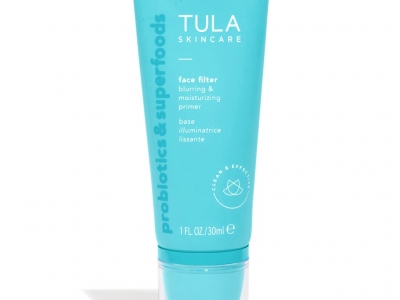 TULA
SKINCARE
face filter
blurring &
moisturizing
primer
base
illuminatrice
lissante
probiotics & superfoods
CLEAN & EFFECTIVE
1 FL. OZ./30ml ℮